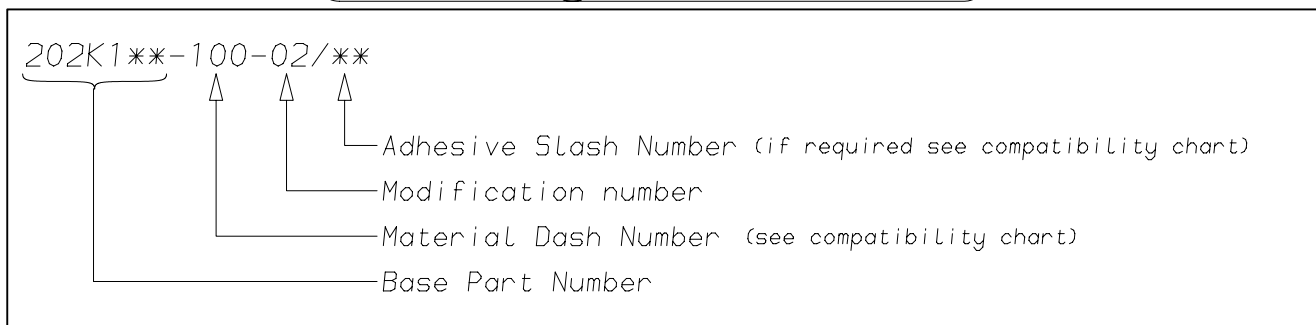 202K1**-100-02/**
Adhesive Slash Number (if required see compatibility chart)
Modification number
Material Dash Number (see compatibility chart)
Base Part Number